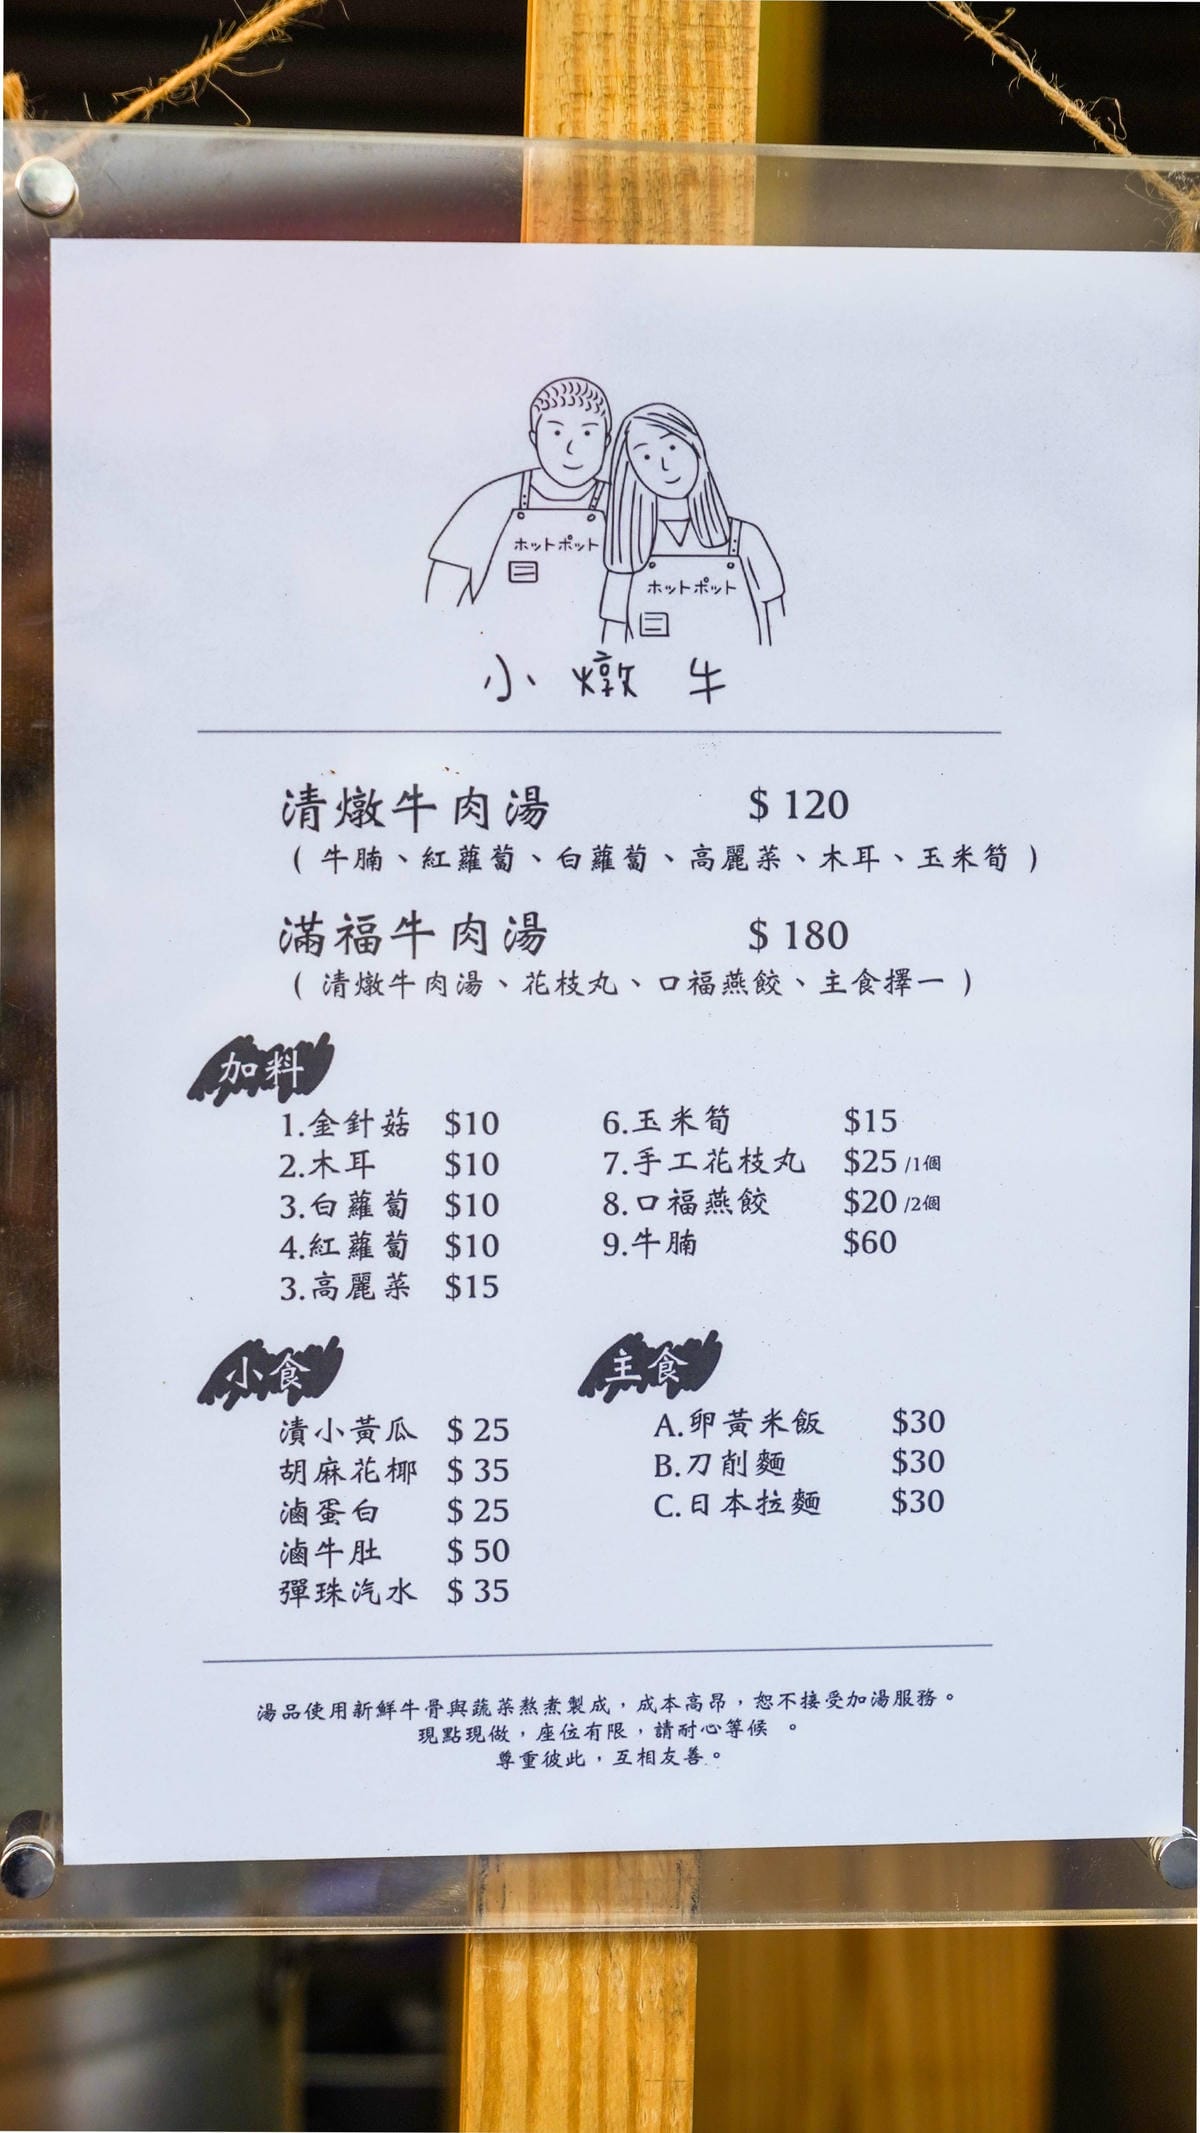 ホットポット
ホットポット
小燉牛
清燉牛肉湯 $ 120
( 牛腩、紅蘿蔔、白蘿蔔、高麗菜、木耳、玉米筍 )
滿福牛肉湯 $ 180
( 清燉牛肉湯、花枝丸、口福燕餃、主食擇一 )
加料
1.金針菇 $10
2.木耳 $10
3.白蘿蔔 $10
4.紅蘿蔔 $10
3.高麗菜 $15
6.玉米筍 $15
7.手工花枝丸 $25 /1個
8.口福燕餃 $20 /2個
9.牛腩 $60
小食
漬小黃瓜 $ 25
胡麻花椰 $ 35
滷蛋白 $ 25
滷牛肚 $ 50
彈珠汽水 $ 35
主食
A.卵黃米飯 $30
B.刀削麵 $30
C.日本拉麵 $30
湯品使用新鮮牛骨與蔬菜熬煮製成，成本高昂，恕不接受加湯服務。
現點現做，座位有限，請耐心等候 。
尊重彼此，互相友善。